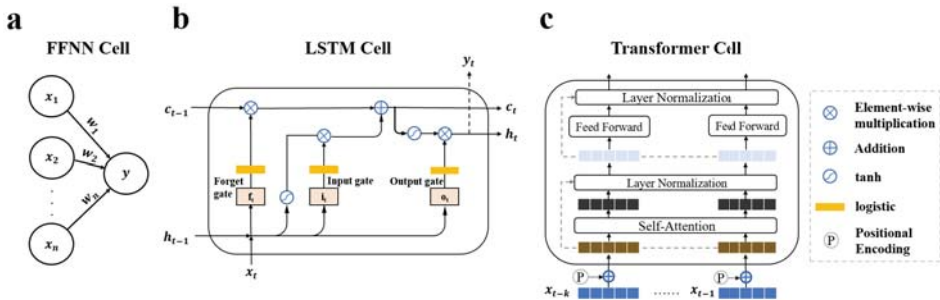 a
FFNN Cell
x₁
x₂
xₙ
w₁
w₂
wₙ
y
b
LSTM Cell
yₜ
cₜ₋₁
cₜ
hₜ
Forget
gate
Input gate
Output gate
fₜ
iₜ
oₜ
hₜ₋₁
xₜ
c
Transformer Cell
Layer Normalization
Feed Forward
Feed Forward
Layer Normalization
Self-Attention
P
P
xₜ₋ₖ
......
xₜ₋₁
Element-wise
multiplication
Addition
tanh
logistic
P
Positional
Encoding